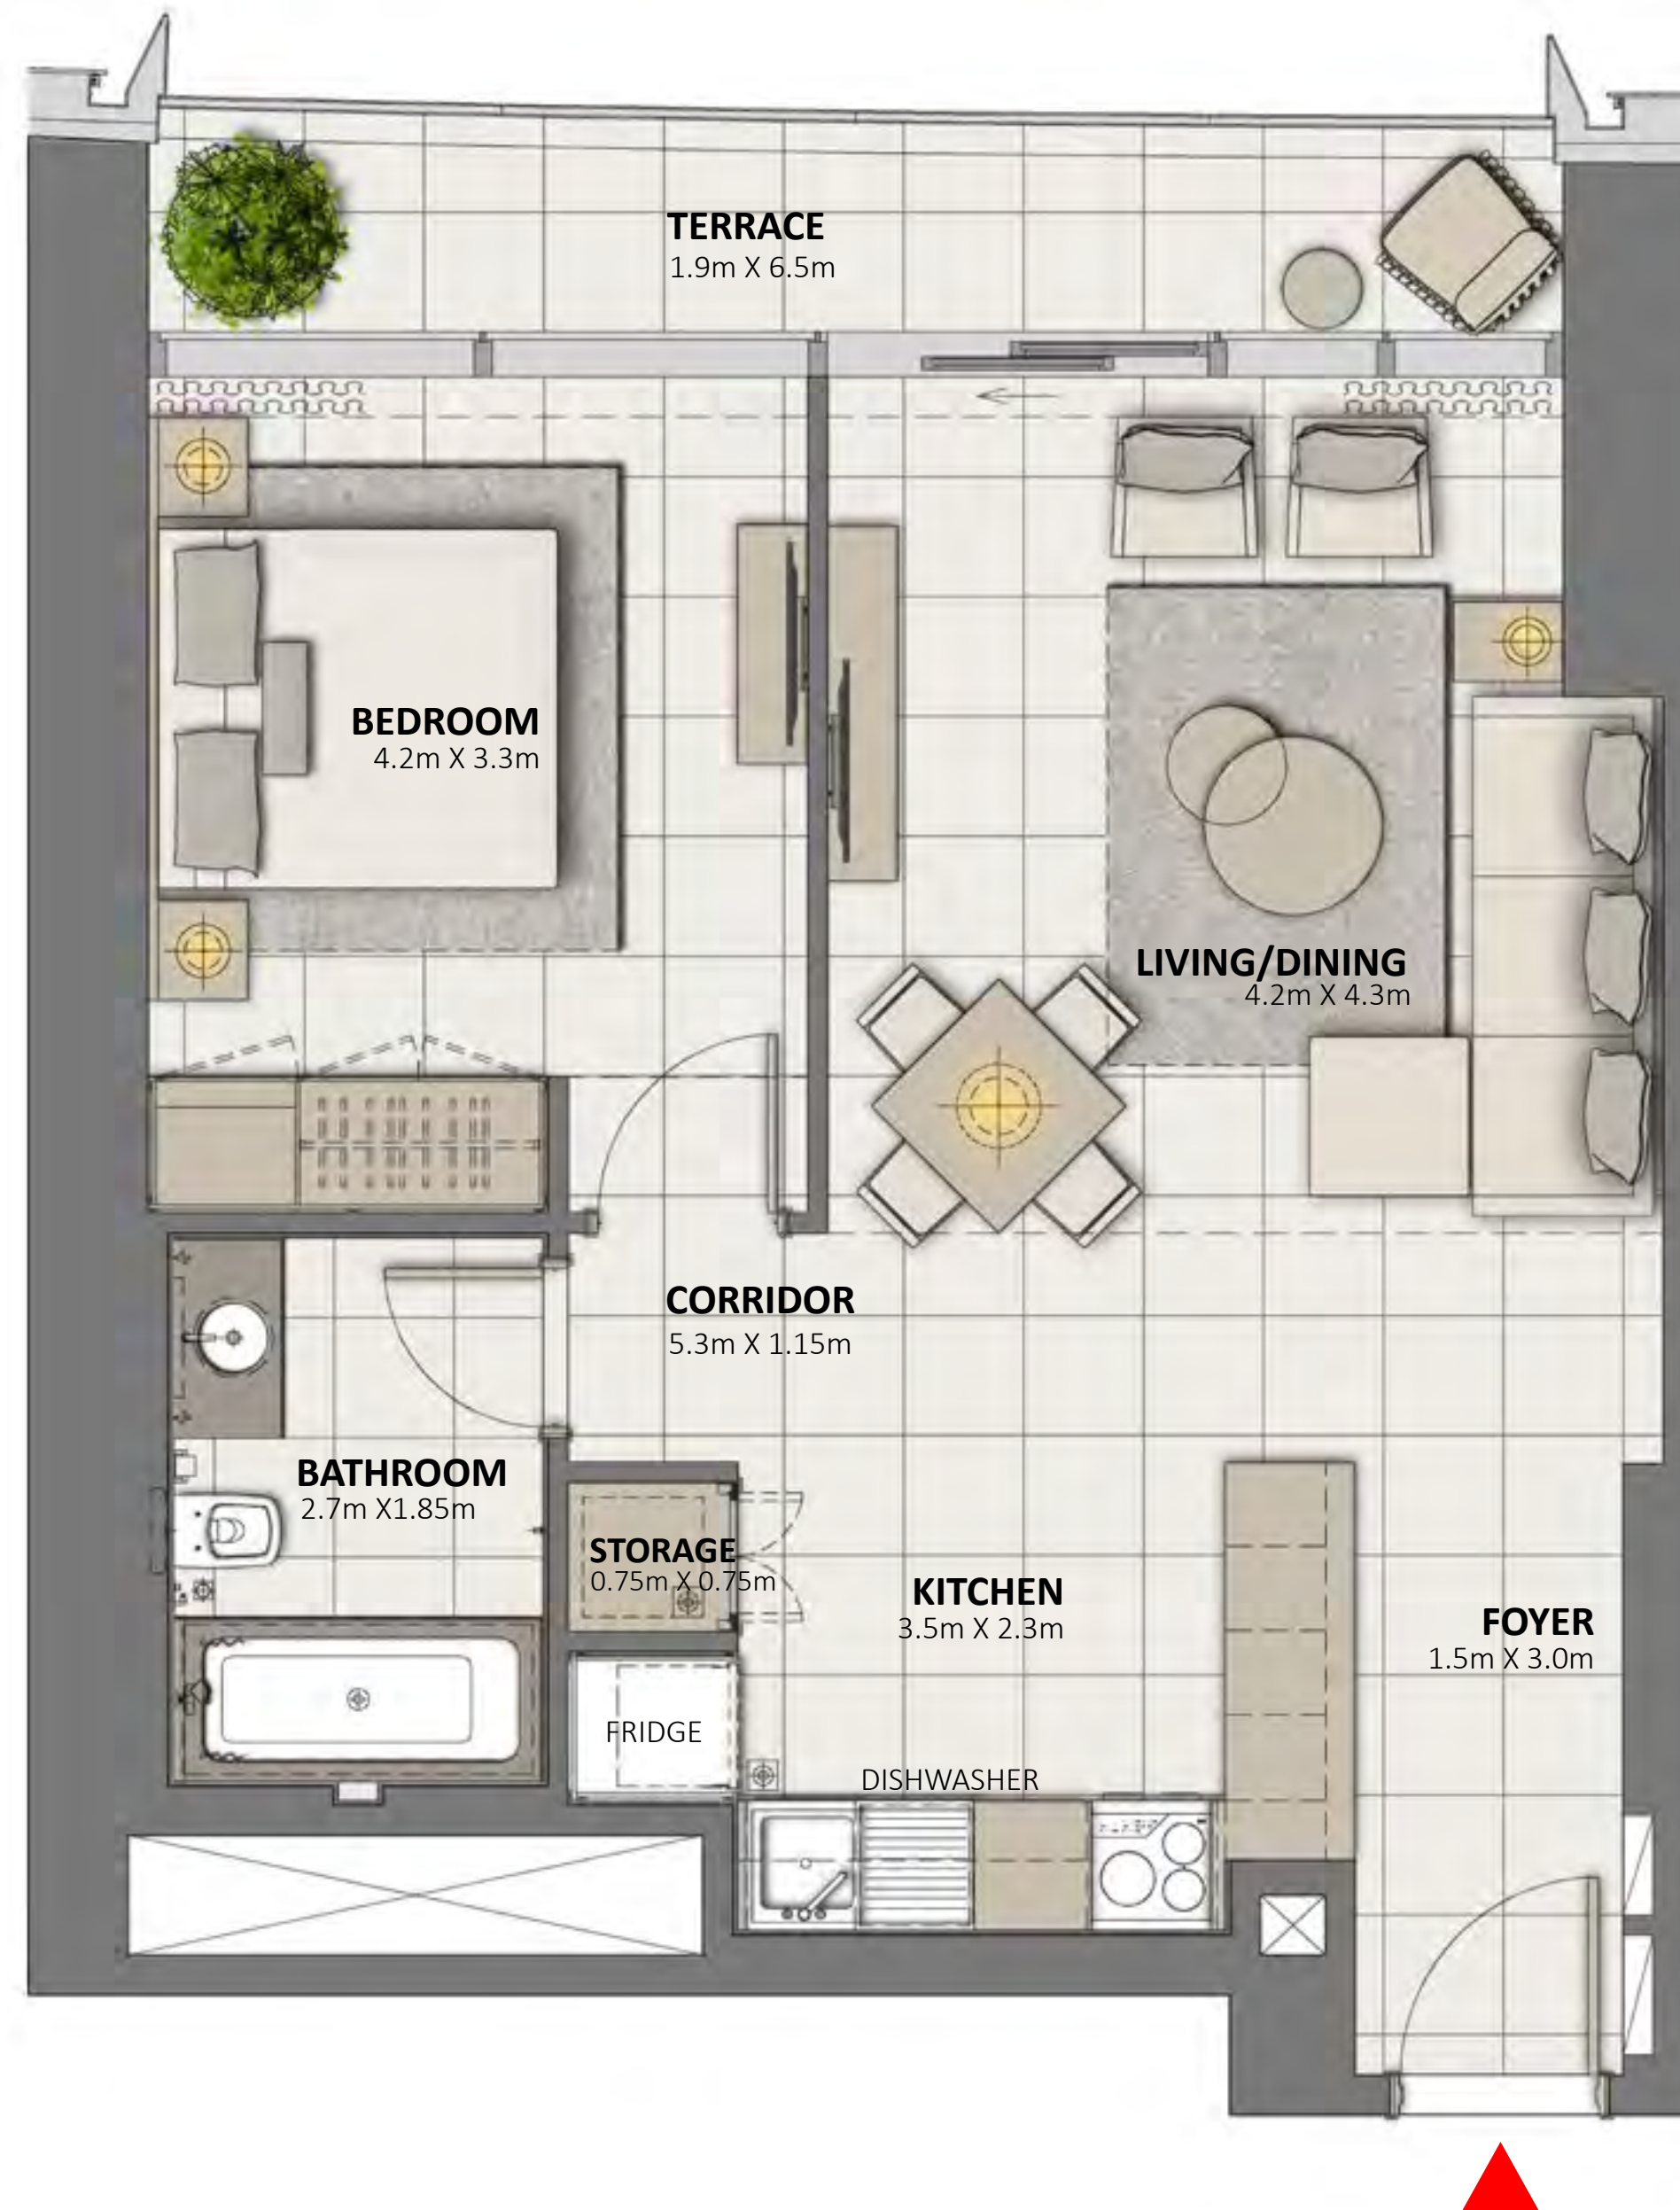 TERRACE
1.9m X 6.5m
BEDROOM
4.2m X 3.3m
LIVING/DINING
4.2m X 4.3m
CORRIDOR
5.3m X 1.15m
BATHROOM
2.7m X1.85m
STORAGE
0.75m X 0.75m
KITCHEN
3.5m X 2.3m
FOYER
1.5m X 3.0m
FRIDGE
DISHWASHER